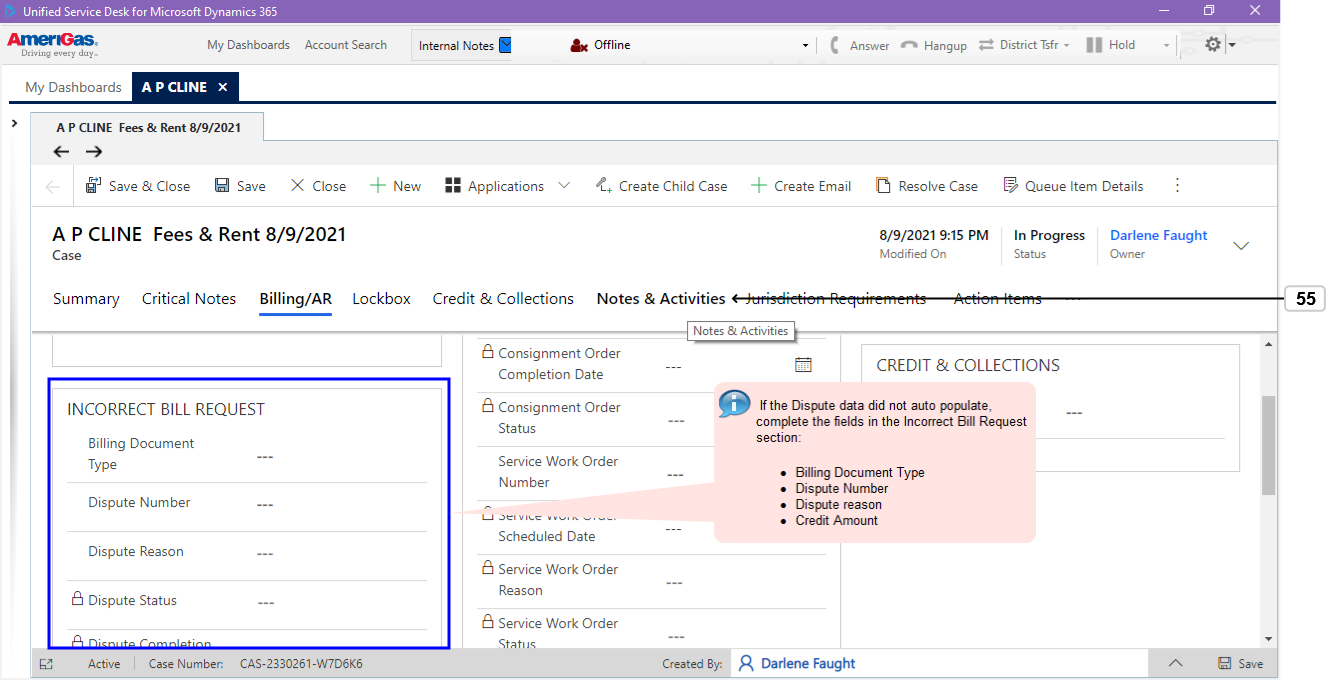 Unified Service Desk for Microsoft Dynamics 365
AmeriGas
Driving every day
My Dashboards Account Search Internal Notes Offline Answer Hangup District Tsfr Hold
My Dashboards A P CLINE
A P CLINE Fees & Rent 8/9/2021
Save & Close Save Close New Applications Create Child Case Create Email Resolve Case Queue Item Details
A P CLINE Fees & Rent 8/9/2021
Case
8/9/2021 9:15 PM
Modified On
In Progress
Status
Darlene Faught
Owner
Summary Critical Notes Billing/AR Lockbox Credit & Collections Notes & Activities Jurisdiction Requirements Action Items ...
55
Notes & Activities
INCORRECT BILL REQUEST
Billing Document
Type
---
Dispute Number ---
Dispute Reason ---
Dispute Status ---
Dispute Completion
Consignment Order
Completion Date
---
Consignment Order
Status
---
Service Work Order
Number
---
Service Work Order
Scheduled Date
---
Service Work Order
Reason
---
Service Work Order
Status
---
CREDIT & COLLECTIONS
---
If the Dispute data did not auto populate,
complete the fields in the Incorrect Bill Request
section:
• Billing Document Type
• Dispute Number
• Dispute reason
• Credit Amount
Active Case Number: CAS-2330261-W7D6K6 Created By: Darlene Faught Save